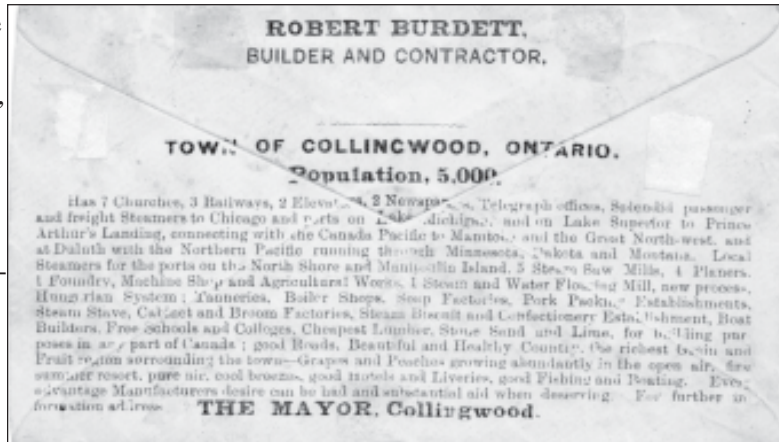 ROBERT BURDETT,
BUILDER AND CONTRACTOR,
TOWN OF COLLINGWOOD, ONTARIO.
Population, 5,000.
Has 7 Churches, 3 Railways, 2 Elevators, 2 Newspapers, Telegraph offices, Splendid passenger
and freight Steamers to Chicago and ports on Lake Michigan, and on Lake Superior to Prince
Arthur's Landing, connecting with the Canada Pacific to Manitoba and the Great North-west, and
at Duluth with the Northern Pacific running through Minnesota, Dakota and Montana. Local
Steamers for the ports on the North Shore and Manitoulin Island. 5 Steam Saw Mills, 4 Planers,
1 Foundry, Machine Shop and Agricultural Works, 1 Steam and Water Flouring Mill, new process,
Hungarian System; Tanneries, Boiler Shops, Soap Factories, Pork Packing Establishments,
Steam Stave, Cabinet and Broom Factories, Steam Biscuit and Confectionery Establishment, Boat
Builders, Free Schools and Colleges, Cheapest Lumber, Stone Sand and Lime, for building pur
poses in any part of Canada; good Roads, Beautiful and Healthy Country, the richest Grain and
Fruit region surrounding the town—Grapes and Peaches growing abundantly in the open air, fine
summer resort, pure air, cool breezes, good Hotels and Liveries, good Fishing and Boating. Every
advantage Manufacturers desire can be had and substantial aid when deserving. For further in
formation address THE MAYOR, Collingwood.